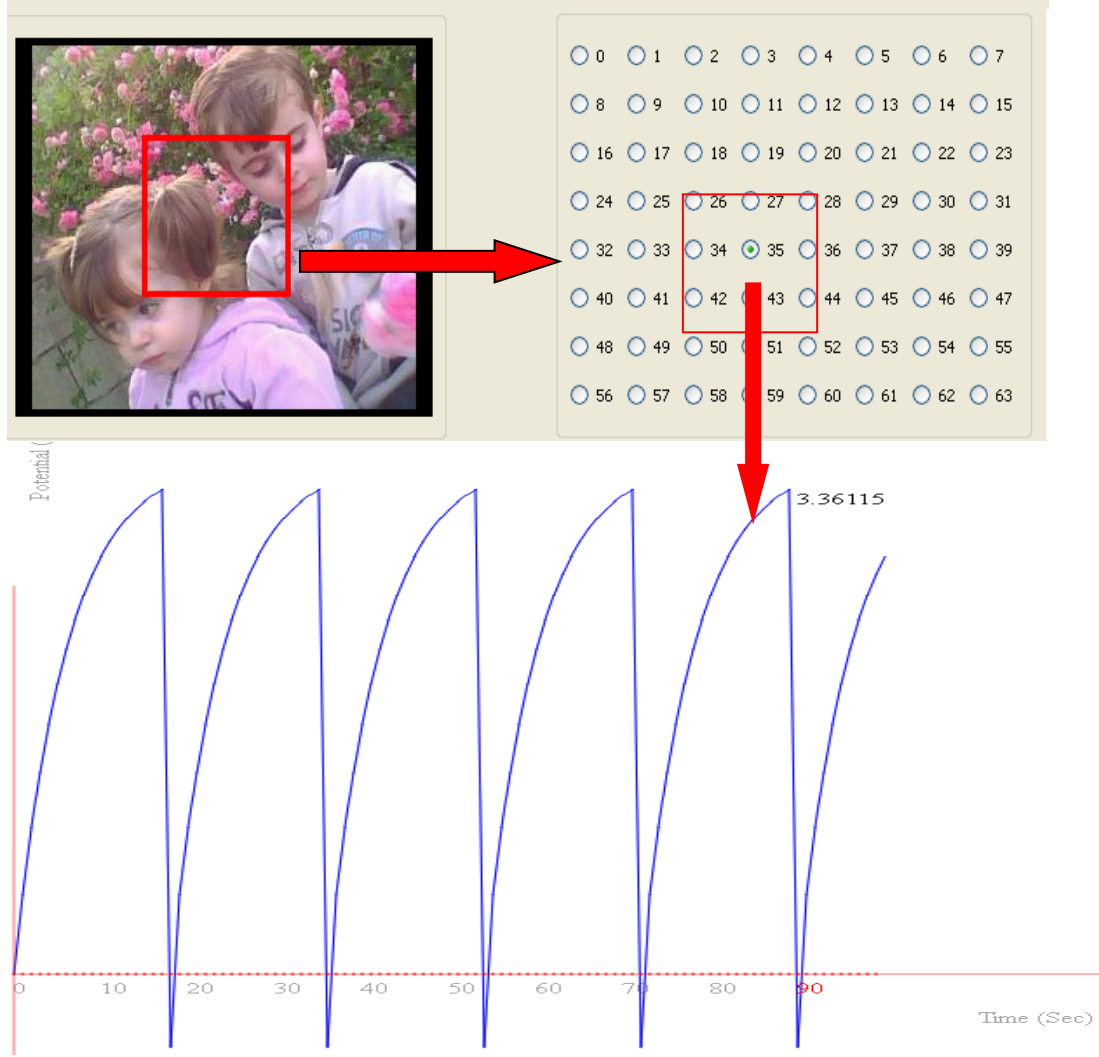 0 1 2 3 4 5 6 7
8 9 10 11 12 13 14 15
16 17 18 19 20 21 22 23
24 25 26 27 28 29 30 31
32 33 34 35 36 37 38 39
40 41 42 43 44 45 46 47
48 49 50 51 52 53 54 55
56 57 58 59 60 61 62 63
Potential (
3.36115
0 10 20 30 40 50 60 70 80 90
Time (Sec)